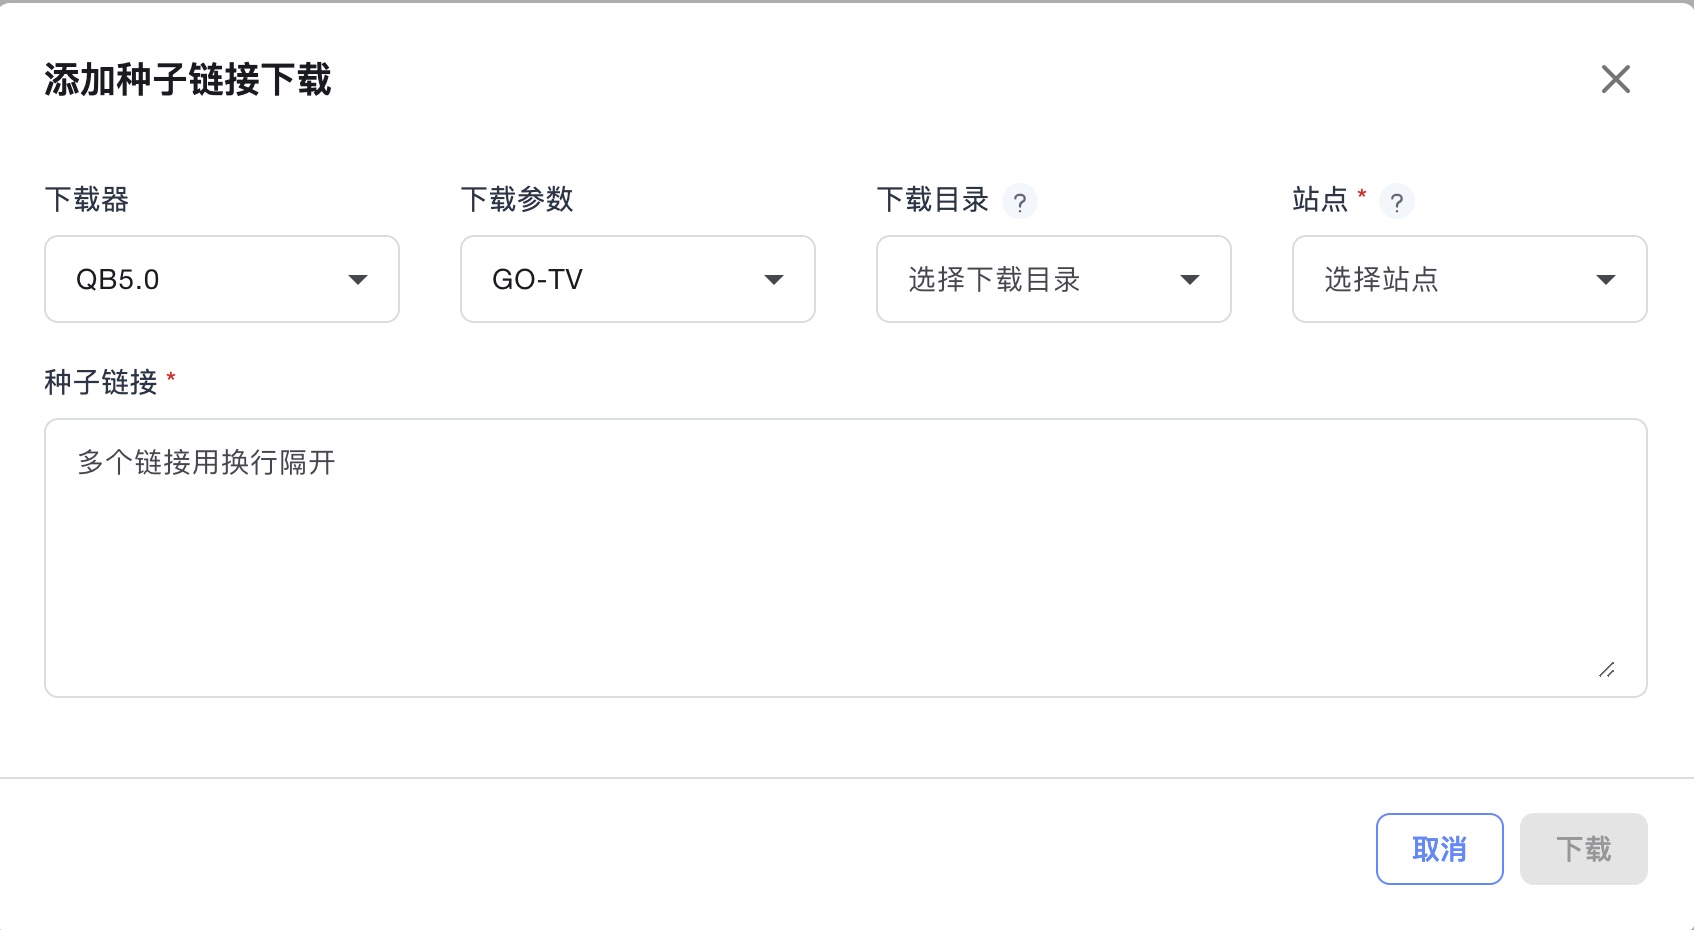 添加种子链接下载
下载器
下载参数
下载目录 ?
站点 * ?
QB5.0
GO-TV
选择下载目录
选择站点
种子链接 *
多个链接用换行隔开
取消
下载